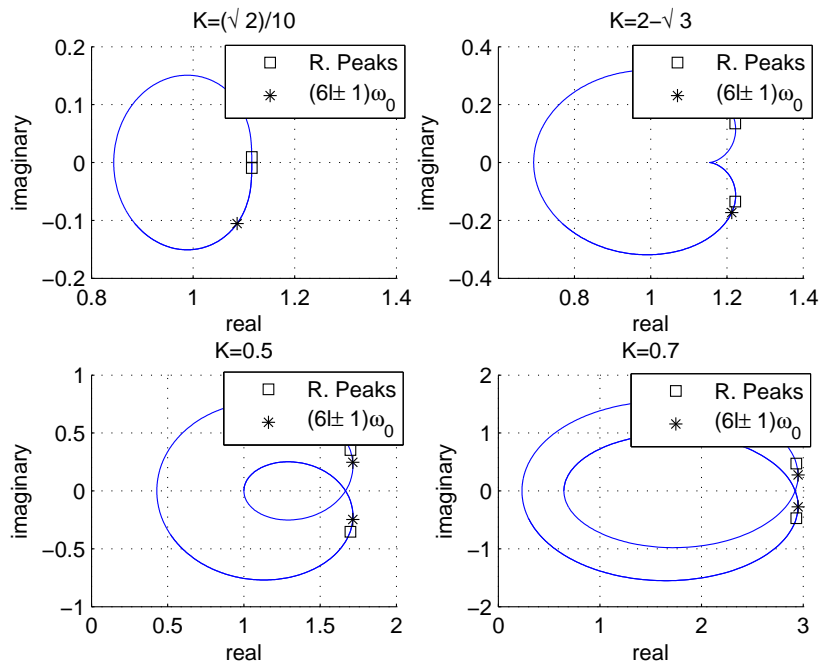 K=(√ 2)/10
0.2
0.1
0
−0.1
−0.2
0.8
1
1.2
1.4
imaginary
real
R. Peaks
(6l± 1)ω0
K=2−√ 3
0.4
0.2
0
−0.2
−0.4
0.8
1
1.2
1.4
imaginary
real
R. Peaks
(6l± 1)ω0
K=0.5
1
0.5
0
−0.5
−1
0
0.5
1
1.5
2
imaginary
real
R. Peaks
(6l± 1)ω0
K=0.7
2
1
0
−1
−2
0
1
2
3
imaginary
real
R. Peaks
(6l± 1)ω0